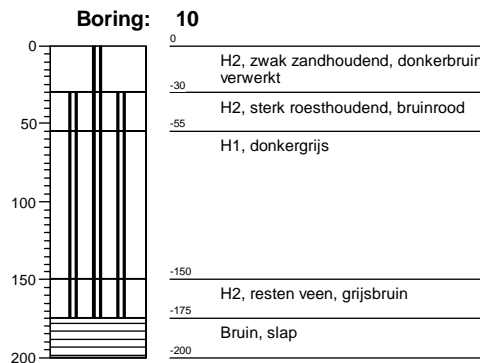 Boring: 10
0
0
H2, zwak zandhoudend, donkerbruin
verwerkt
-30
H2, sterk roesthoudend, bruinrood
50
-55
H1, donkergrijs
100
150
-150
H2, resten veen, grijsbruin
-175
Bruin, slap
200
-200